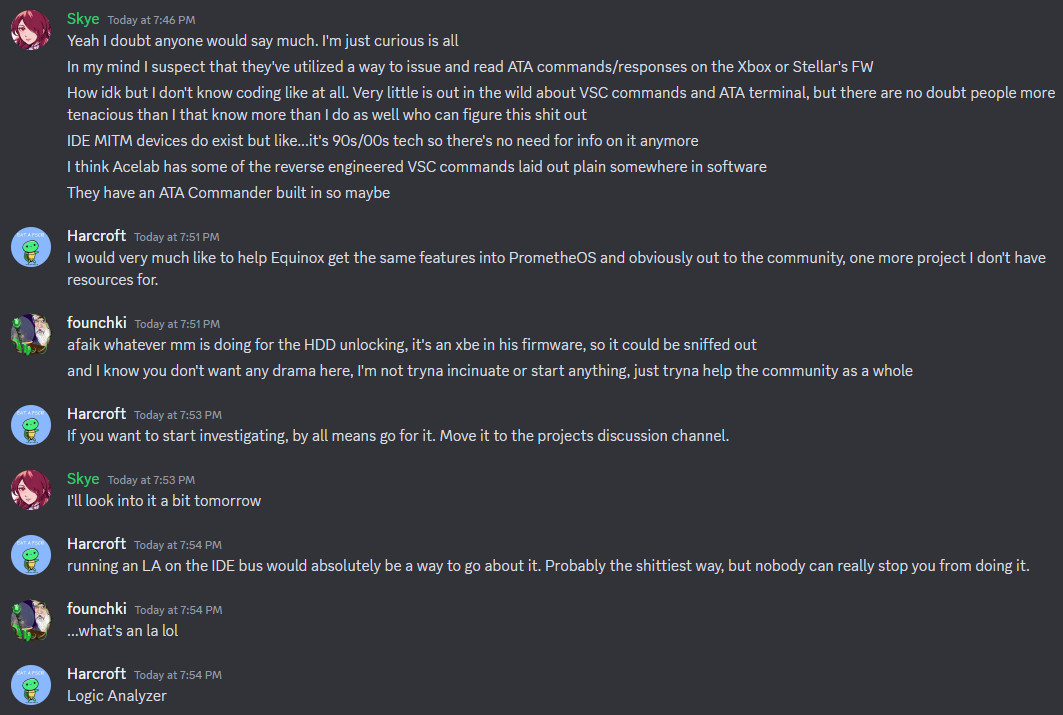 Skye Today at 7:46 PM
Yeah I doubt anyone would say much. I'm just curious is all
In my mind I suspect that they've utilized a way to issue and read ATA commands/responses on the Xbox or Stellar's FW
How idk but I don't know coding like at all. Very little is out in the wild about VSC commands and ATA terminal, but there are no doubt people more
tenacious than I that know more than I do as well who can figure this shit out
IDE MITM devices do exist but like...it's 90s/00s tech so there's no need for info on it anymore
I think Acelab has some of the reverse engineered VSC commands laid out plain somewhere in software
They have an ATA Commander built in so maybe
Harcroft Today at 7:51 PM
I would very much like to help Equinox get the same features into PrometheOS and obviously out to the community, one more project I don't have
resources for.
founchki Today at 7:51 PM
afaik whatever mm is doing for the HDD unlocking, it's an xbe in his firmware, so it could be sniffed out
and I know you don't want any drama here, I'm not tryna incinuate or start anything, just tryna help the community as a whole
Harcroft Today at 7:53 PM
If you want to start investigating, by all means go for it. Move it to the projects discussion channel.
Skye Today at 7:53 PM
I'll look into it a bit tomorrow
Harcroft Today at 7:54 PM
running an LA on the IDE bus would absolutely be a way to go about it. Probably the shittiest way, but nobody can really stop you from doing it.
founchki Today at 7:54 PM
...what's an la lol
Harcroft Today at 7:54 PM
Logic Analyzer